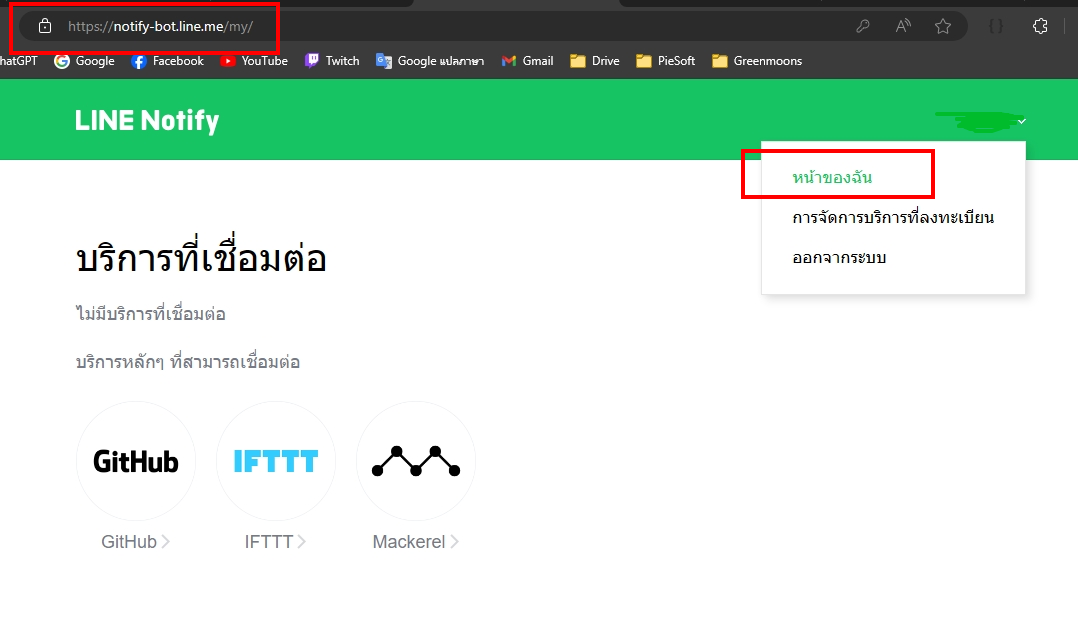 https://notify-bot.line.me/my/
hatGPT Google Facebook YouTube Twitch Google แปลภาษา Gmail Drive PieSoft Greenmoons
LINE Notify
หน้าของฉัน
การจัดการบริการที่ลงทะเบียน
ออกจากระบบ
บริการที่เชื่อมต่อ
ไม่มีบริการที่เชื่อมต่อ
บริการหลักๆ ที่สามารถเชื่อมต่อ
GitHub IFTTT
GitHub IFTTT Mackerel